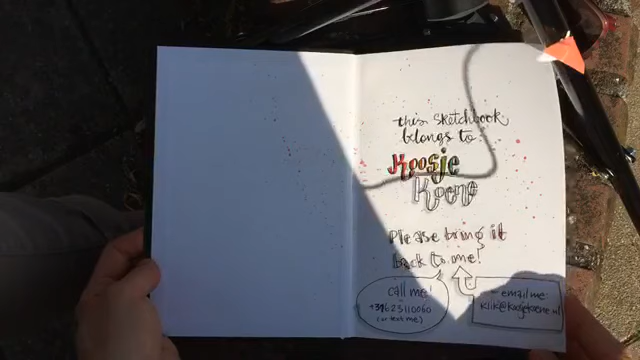 this sketchbook
belongs to:
Koosje
Koene
Please bring it
back to me!
call me!
+31623110060
(or text me)
email me
klik@koosjekoene.nl